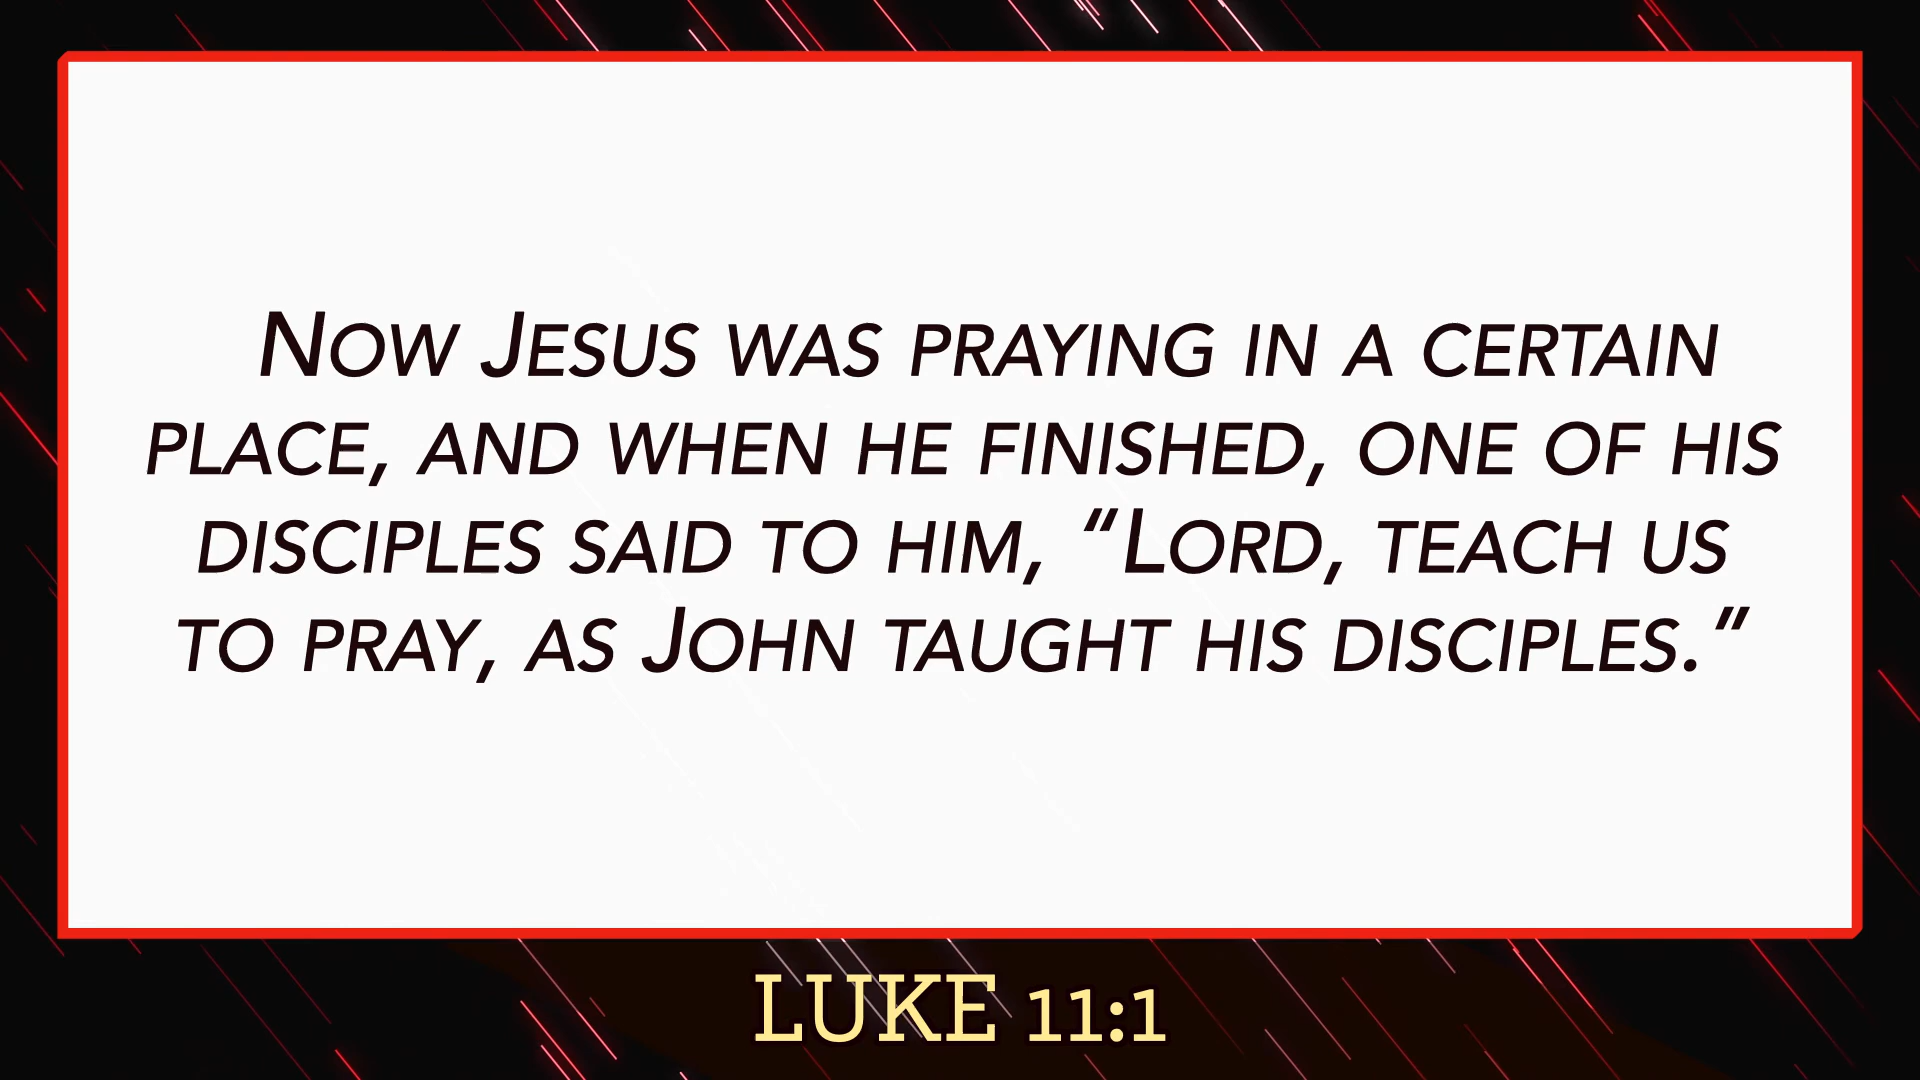 Now Jesus was praying in a certain
place, and when he finished, one of his
disciples said to him, “Lord, teach us
to pray, as John taught his disciples.”
LUKE 11:1